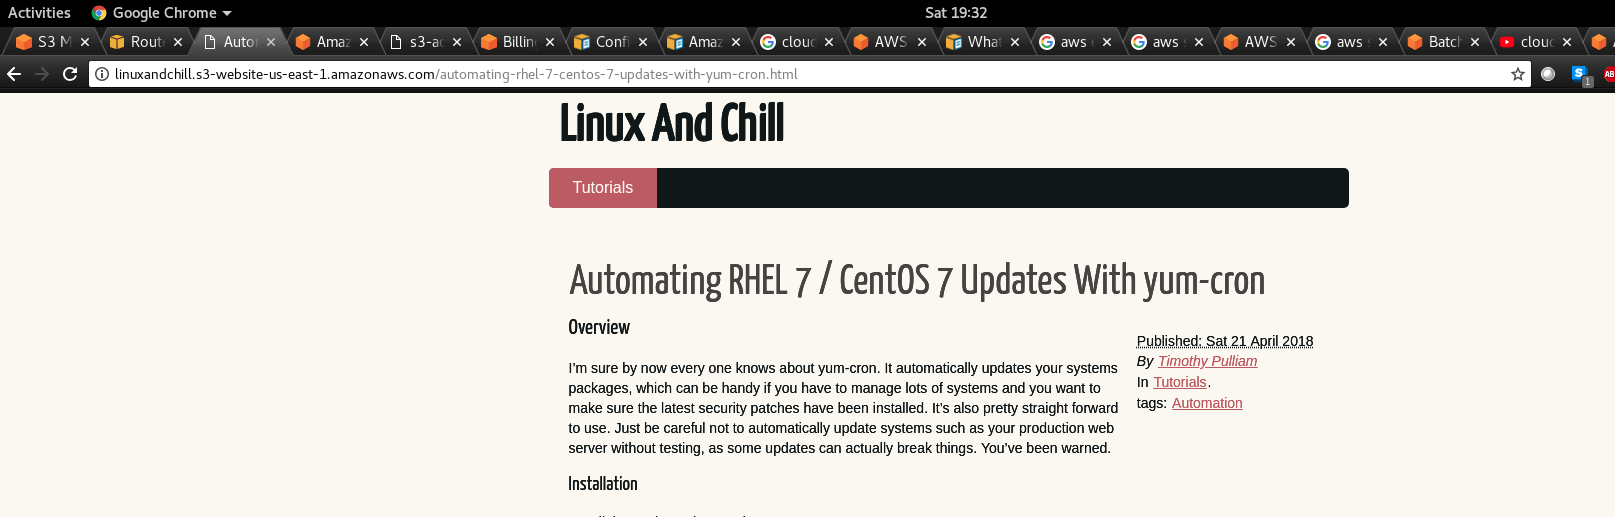 Activities Google Chrome Sat 19:32
S3 M Route Auto Amaz s3-ac Billin Confi Amaz cloud AWS What aws aws s AWS aws Batch clou
linuxandchill.s3-website-us-east-1.amazonaws.com/automating-rhel-7-centos-7-updates-with-yum-cron.html
S
1
AB
Linux And Chill
Tutorials
Automating RHEL 7 / CentOS 7 Updates With yum-cron
Overview
Published: Sat 21 April 2018
By Timothy Pulliam
In Tutorials.
tags: Automation
I'm sure by now every one knows about yum-cron. It automatically updates your systems
packages, which can be handy if you have to manage lots of systems and you want to
make sure the latest security patches have been installed. It's also pretty straight forward
to use. Just be careful not to automatically update systems such as your production web
server without testing, as some updates can actually break things. You've been warned.
Installation